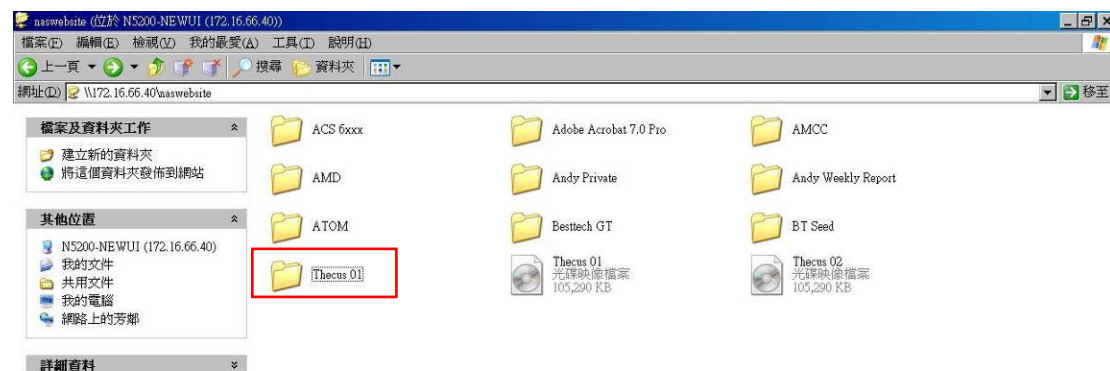 naswebsite (位於 N5200-NEWUI (172.16.66.40))
檔案(F) 編輯(E) 檢視(V) 我的最愛(A) 工具(T) 說明(H)
上一頁 搜尋 資料夾
網址(D) \\172.16.66.40\naswebsite 移至
檔案及資料夾工作
建立新的資料夾
將這個資料夾發佈到網站
其他位置
N5200-NEWUI (172.16.66.40)
我的文件
共用文件
我的電腦
網路上的芳鄰
詳細資料
ACS 6xxx
Adobe Acrobat 7.0 Pro
AMCC
AMD
Andy Private
Andy Weekly Report
ATOM
Besttech GT
BT Seed
Thecus 01
Thecus 01
光碟映像檔案
105,290 KB
Thecus 02
光碟映像檔案
105,290 KB